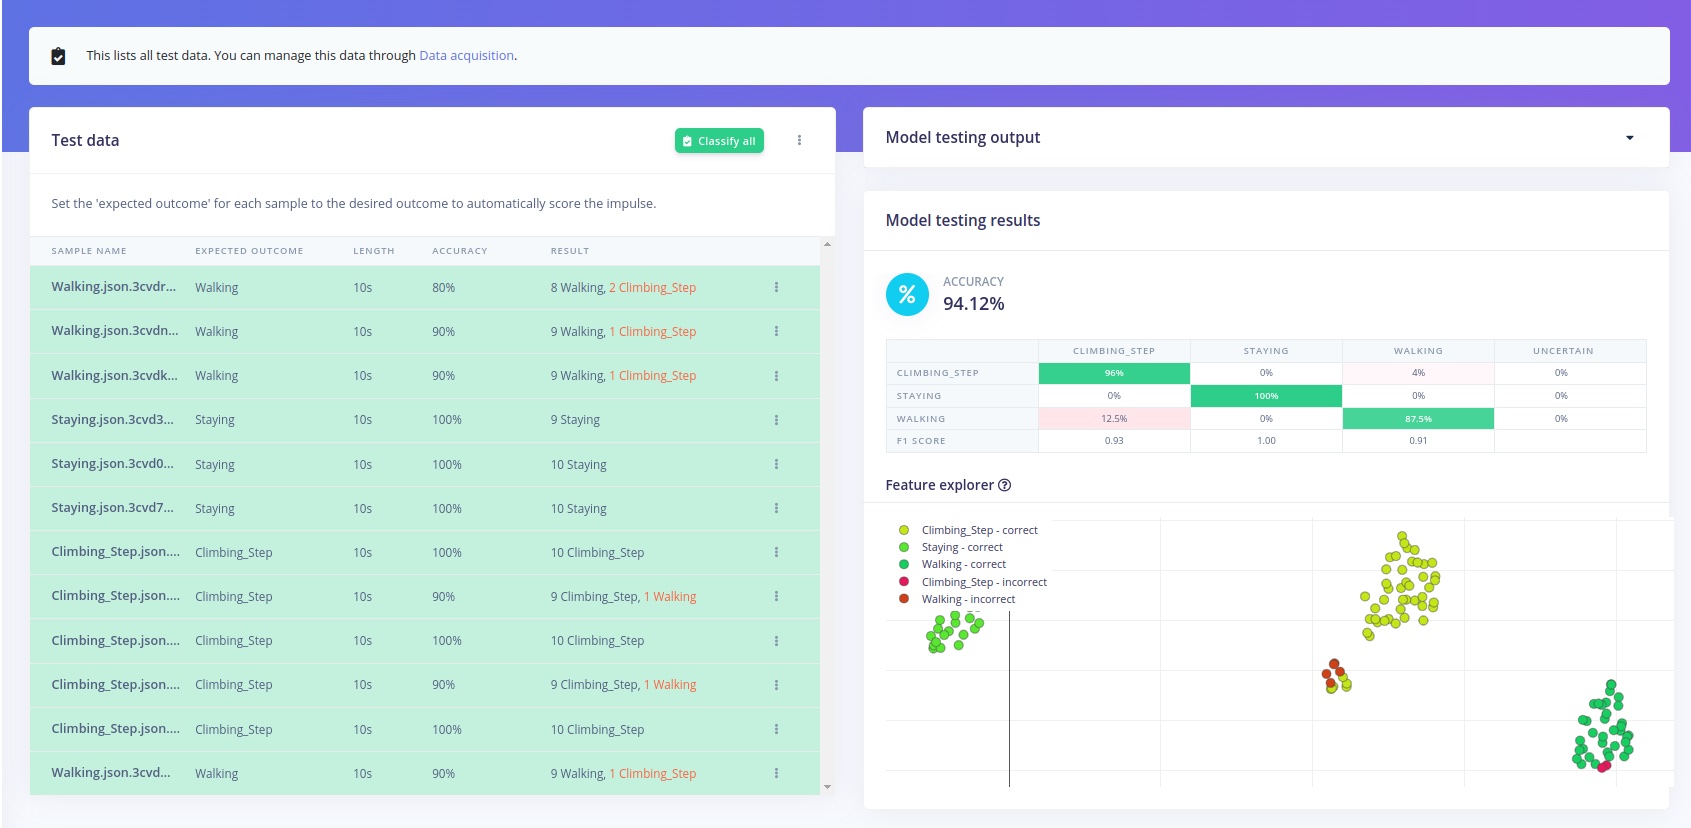 This lists all test data. You can manage this data through Data acquisition.
Test data
Classify all
Set the 'expected outcome' for each sample to the desired outcome to automatically score the impulse.
SAMPLE NAME EXPECTED OUTCOME LENGTH ACCURACY RESULT
Walking.json.3cvdr... Walking 10s 80% 8 Walking, 2 Climbing_Step
Walking.json.3cvdn... Walking 10s 90% 9 Walking, 1 Climbing_Step
Walking.json.3cvdk... Walking 10s 90% 9 Walking, 1 Climbing_Step
Staying.json.3cvd3... Staying 10s 100% 9 Staying
Staying.json.3cvd0... Staying 10s 100% 10 Staying
Staying.json.3cvd7... Staying 10s 100% 10 Staying
Climbing_Step.json.... Climbing_Step 10s 100% 10 Climbing_Step
Climbing_Step.json.... Climbing_Step 10s 90% 9 Climbing_Step, 1 Walking
Climbing_Step.json.... Climbing_Step 10s 100% 10 Climbing_Step
Climbing_Step.json.... Climbing_Step 10s 90% 9 Climbing_Step, 1 Walking
Climbing_Step.json.... Climbing_Step 10s 100% 10 Climbing_Step
Walking.json.3cvd... Walking 10s 90% 9 Walking, 1 Climbing_Step
Model testing output
Model testing results
%
ACCURACY
94.12%
CLIMBING_STEP STAYING WALKING UNCERTAIN
CLIMBING_STEP 96% 0% 4% 0%
STAYING 0% 100% 0% 0%
WALKING 12.5% 0% 87.5% 0%
F1 SCORE 0.93 1.00 0.91
Feature explorer ?
Climbing_Step - correct
Staying - correct
Walking - correct
Climbing_Step - incorrect
Walking - incorrect